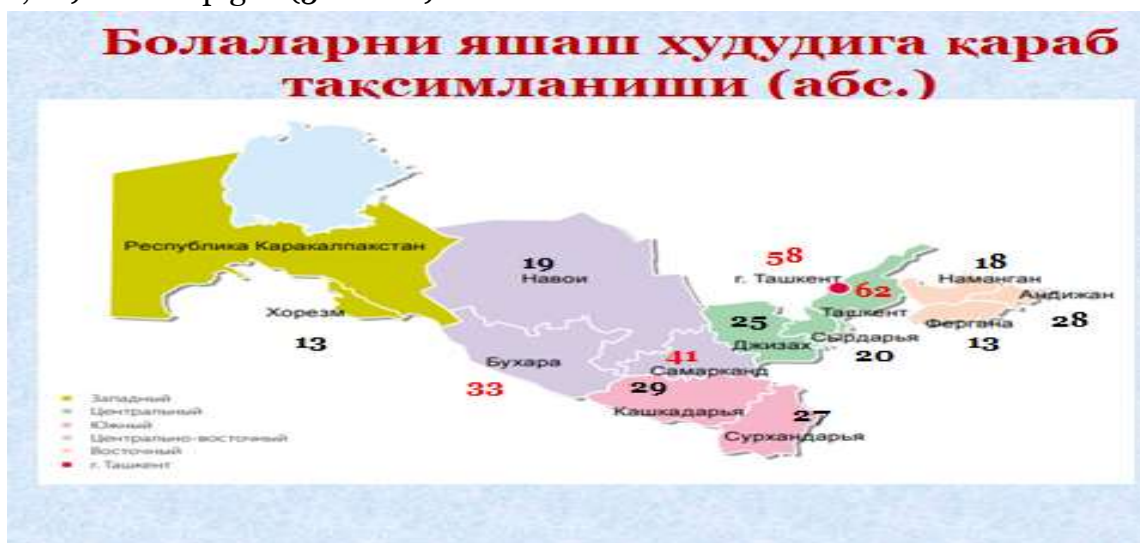 Болаларни яшаш худудига қараб
тақсимланиши (абс.)
Республика Каракалпакстан
Хорезм
13
19
Навои
Бухара
33
41
Самарканд
29
Кашкадарья
27
Сурхандарья
25
Джизах
58
г. Ташкент
62
Ташкент
Сырдарья
20
18
Наманган
Андижан
28
Фергана
13
Западный
Центральный
Южный
Центрально-восточный
Восточный
г. Ташкент